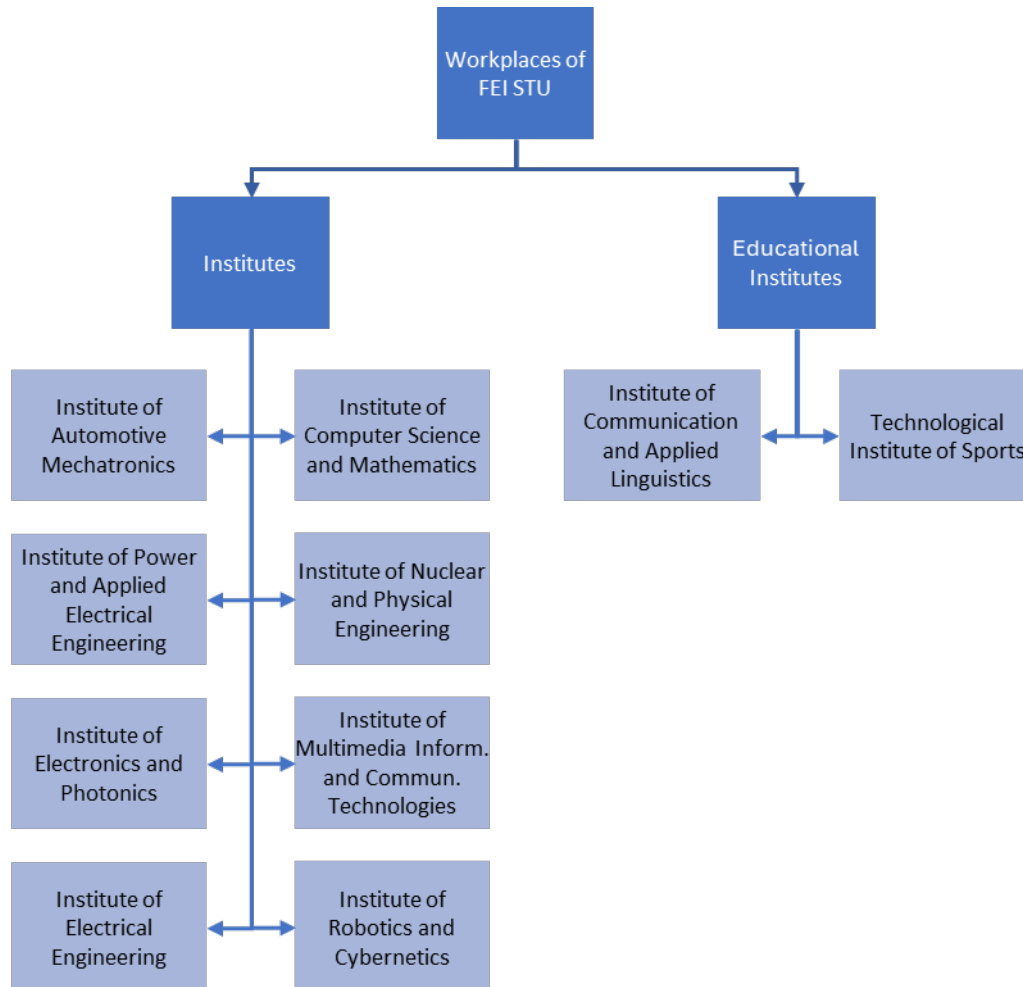 Workplaces of
FEI STU
Institutes
Educational
Institutes
Institute of
Automotive
Mechatronics
Institute of
Computer Science
and Mathematics
Institute of
Communication
and Applied
Linguistics
Technological
Institute of Sports
Institute of Power
and Applied
Electrical
Engineering
Institute of Nuclear
and Physical
Engineering
Institute of
Electronics and
Photonics
Institute of
Multimedia Inform.
and Commun.
Technologies
Institute of
Electrical
Engineering
Institute of
Robotics and
Cybernetics